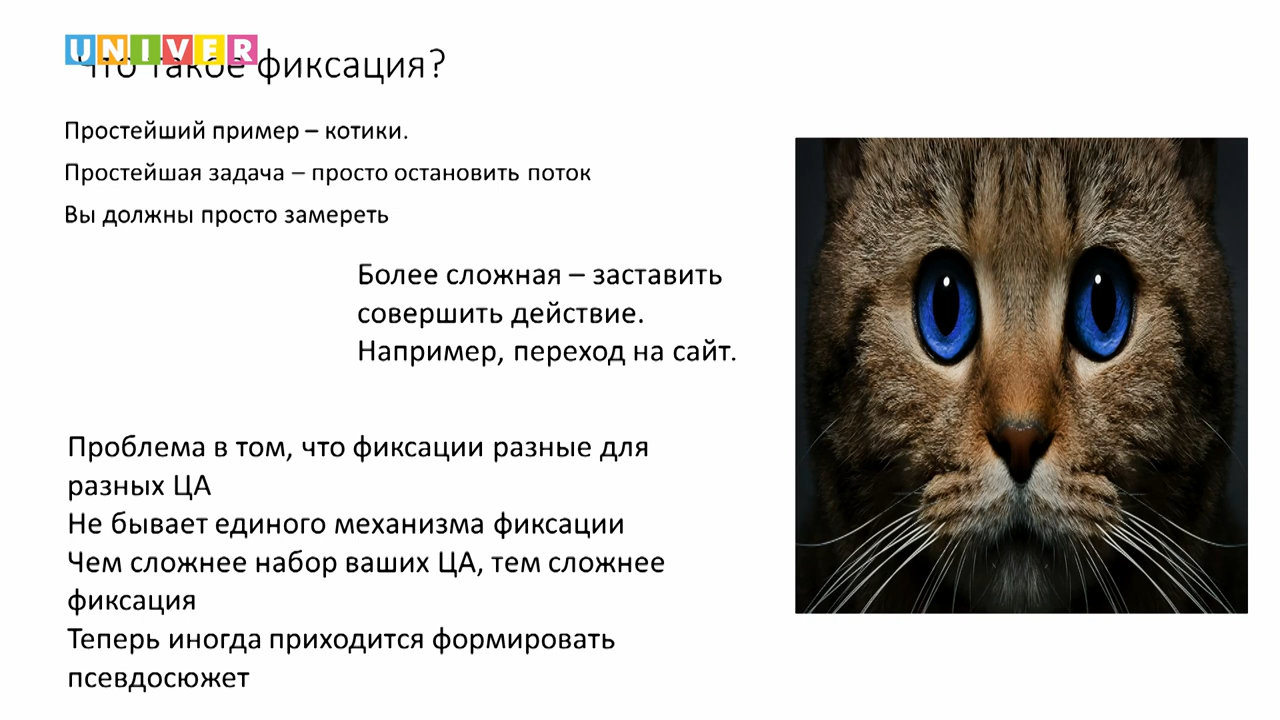 UNIVER
Что такое фиксация?
Простейший пример – котики.
Простейшая задача – просто остановить поток
Вы должны просто замереть
Более сложная – заставить
совершить действие.
Например, переход на сайт.
Проблема в том, что фиксации разные для
разных ЦА
Не бывает единого механизма фиксации
Чем сложнее набор ваших ЦА, тем сложнее
фиксация
Теперь иногда приходится формировать
псевдосюжет